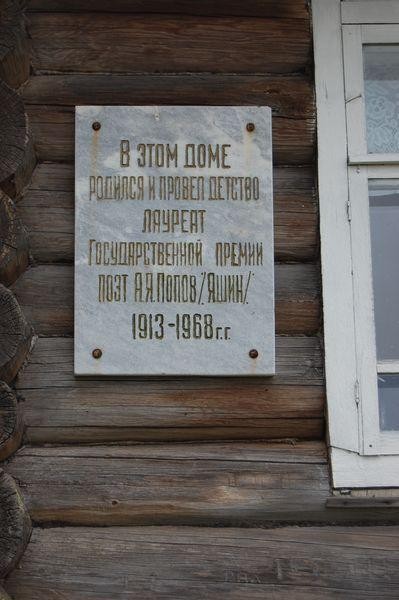 В ЭТОМ ДОМЕ
РОДИЛСЯ И ПРОВЕЛ ДЕТСТВО
ЛАУРЕАТ
ГОСУДАРСТВЕННОЙ ПРЕМИИ
ПОЭТ А.Я.ПОПОВ/ЯШИН/
1913-1968 г.г.